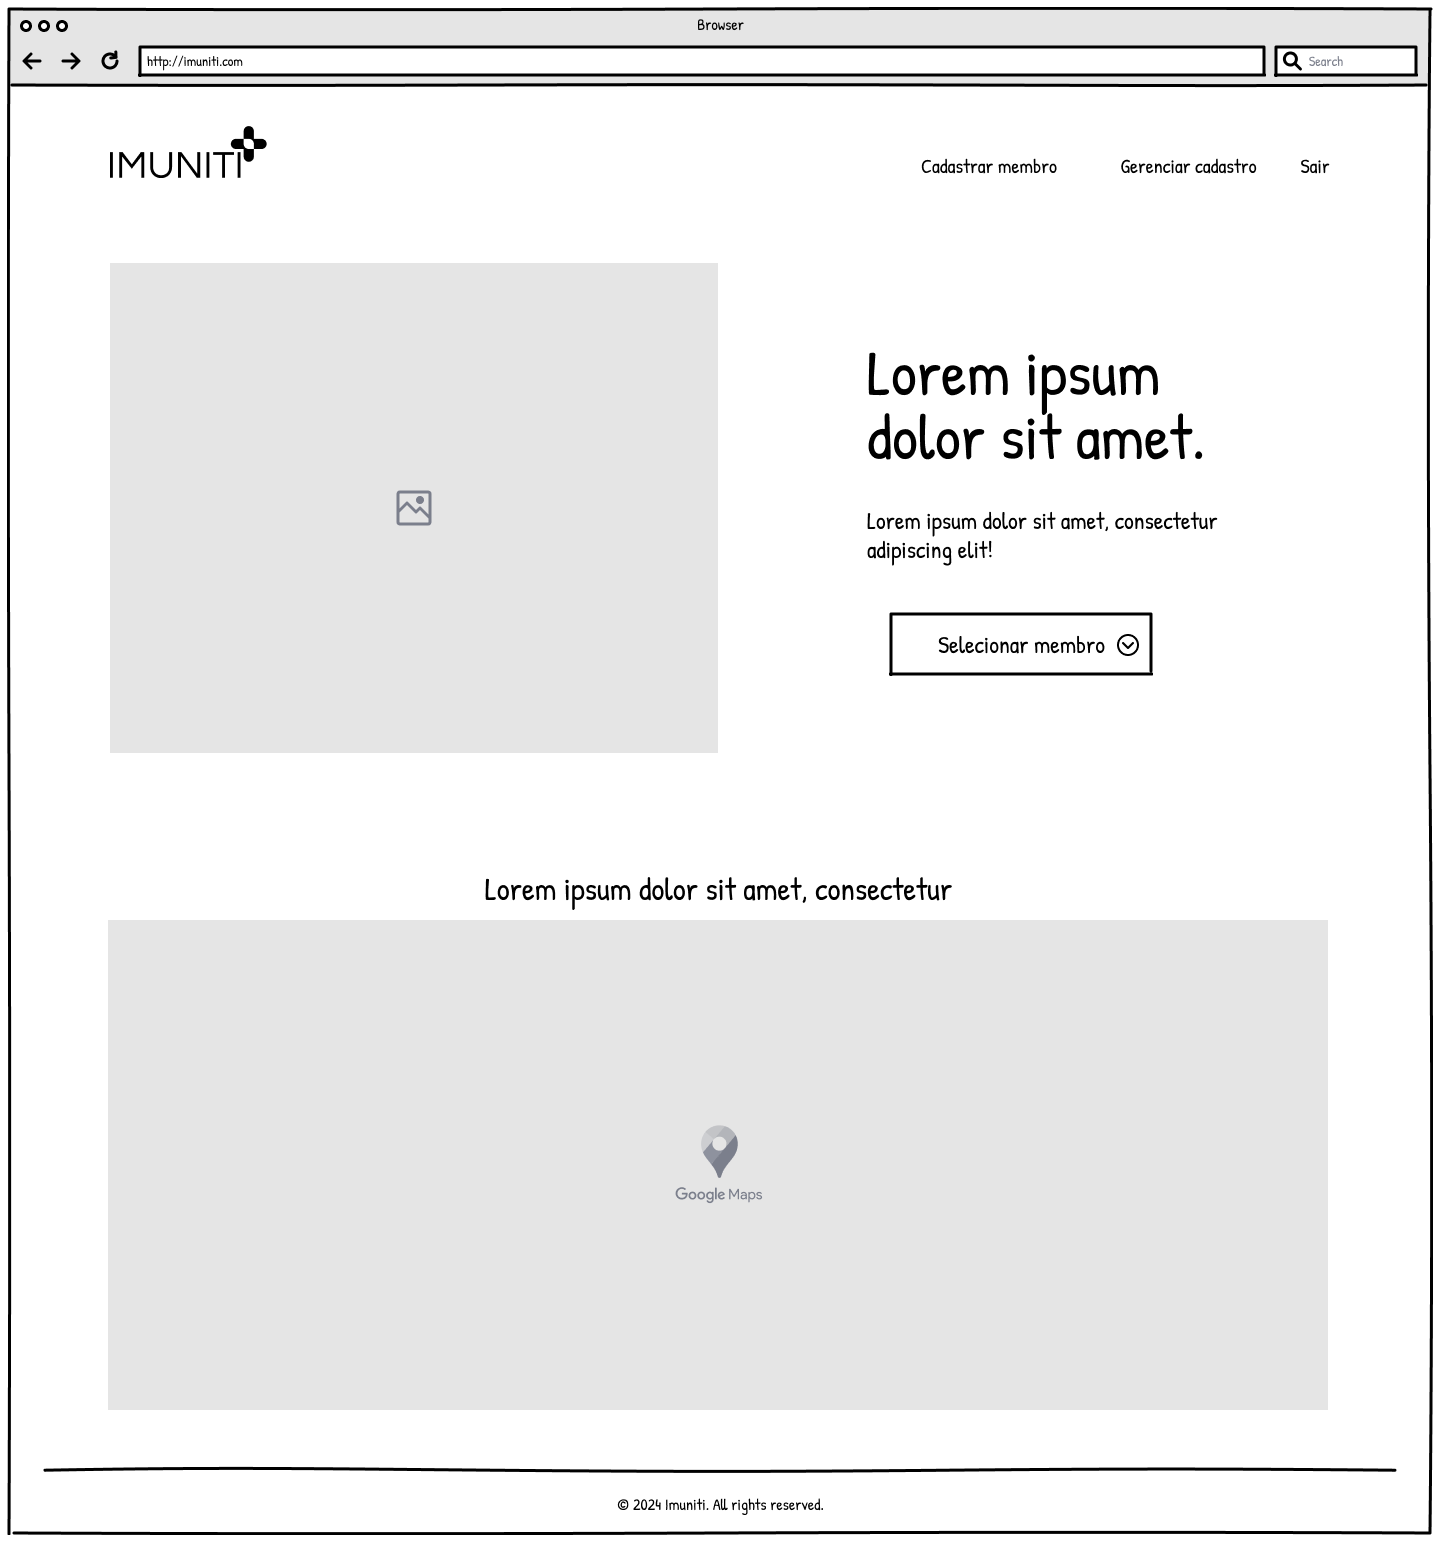 Browser
http://imuniti.com
Search
IMUNITI
Cadastrar membro
Gerenciar cadastro
Sair
Lorem ipsum
dolor sit amet.
Lorem ipsum dolor sit amet, consectetur
adipiscing elit!
Selecionar membro
Lorem ipsum dolor sit amet, consectetur
Google Maps
© 2024 Imuniti. All rights reserved.